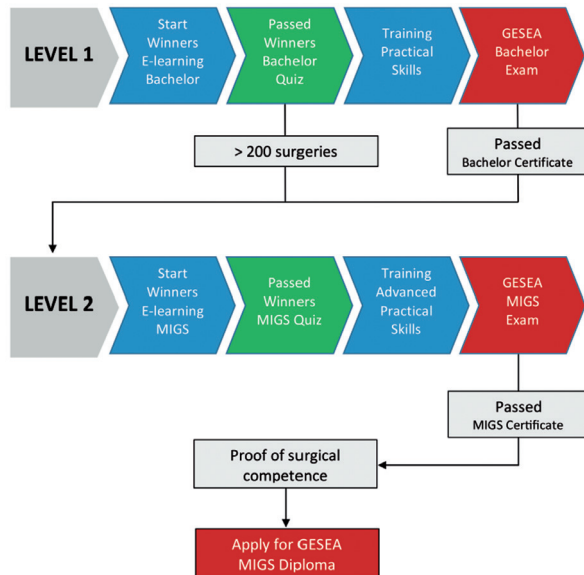 LEVEL 1
Start
Winners
E-learning
Bachelor
Passed
Winners
Bachelor
Quiz
Training
Practical
Skills
GESEA
Bachelor
Exam
> 200 surgeries
Passed
Bachelor Certificate
LEVEL 2
Start
Winners
E-learning
MIGS
Passed
Winners
MIGS Quiz
Training
Advanced
Practical
Skills
GESEA
MIGS
Exam
Passed
MIGS Certificate
Proof of surgical
competence
Apply for GESEA
MIGS Diploma